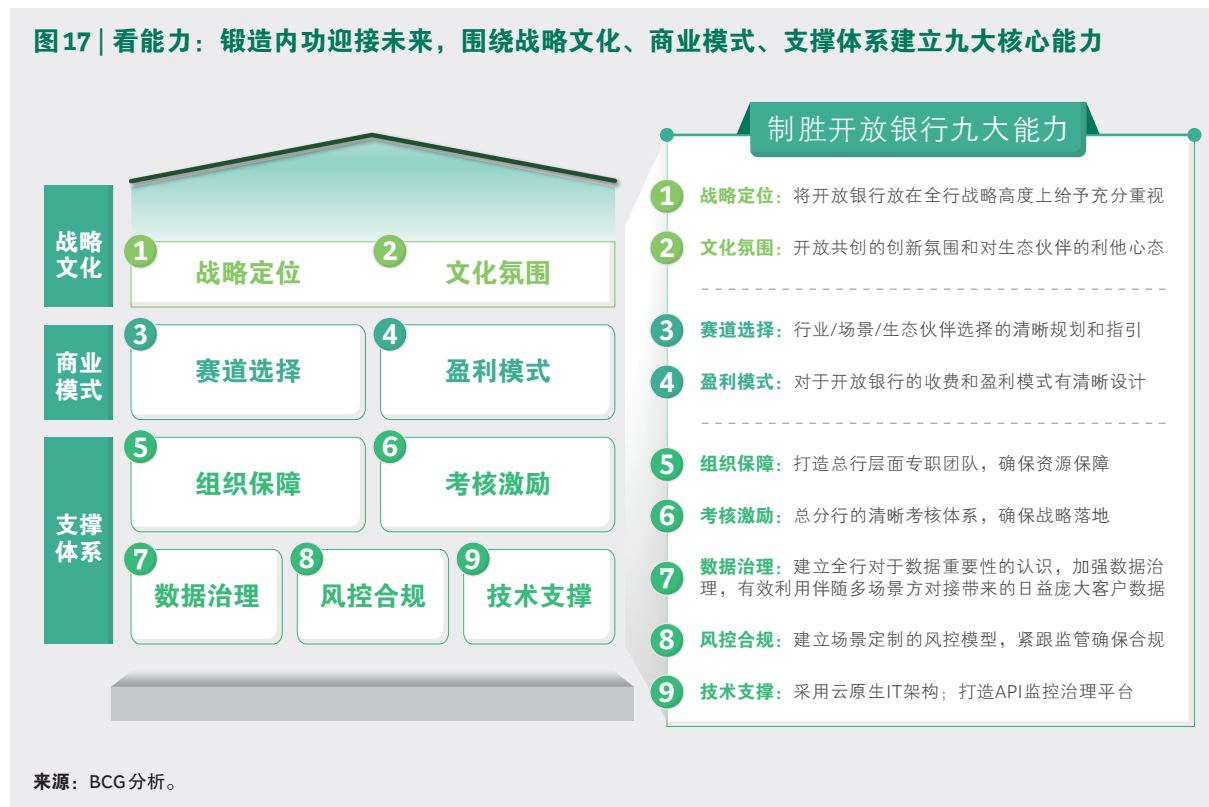 图17 | 看能力：锻造内功迎接未来，围绕战略文化、商业模式、支撑体系建立九大核心能力
战略
文化
1 战略定位
2 文化氛围
商业
模式
3 赛道选择
4 盈利模式
支撑
体系
5 组织保障
6 考核激励
7 数据治理
8 风控合规
9 技术支撑
制胜开放银行九大能力
1 战略定位：将开放银行放在全行战略高度上给予充分重视
2 文化氛围：开放共创的创新氛围和对生态伙伴的利他心态
3 赛道选择：行业/场景/生态伙伴选择的清晰规划和指引
4 盈利模式：对于开放银行的收费和盈利模式有清晰设计
5 组织保障：打造总行层面专职团队，确保资源保障
6 考核激励：总分行的清晰考核体系，确保战略落地
7 数据治理：建立全行对于数据重要性的认识，加强数据治
理，有效利用伴随多场景方对接带来的日益庞大客户数据
8 风控合规：建立场景定制的风控模型，紧跟监管确保合规
9 技术支撑：采用云原生IT架构；打造API监控治理平台
来源：BCG分析。